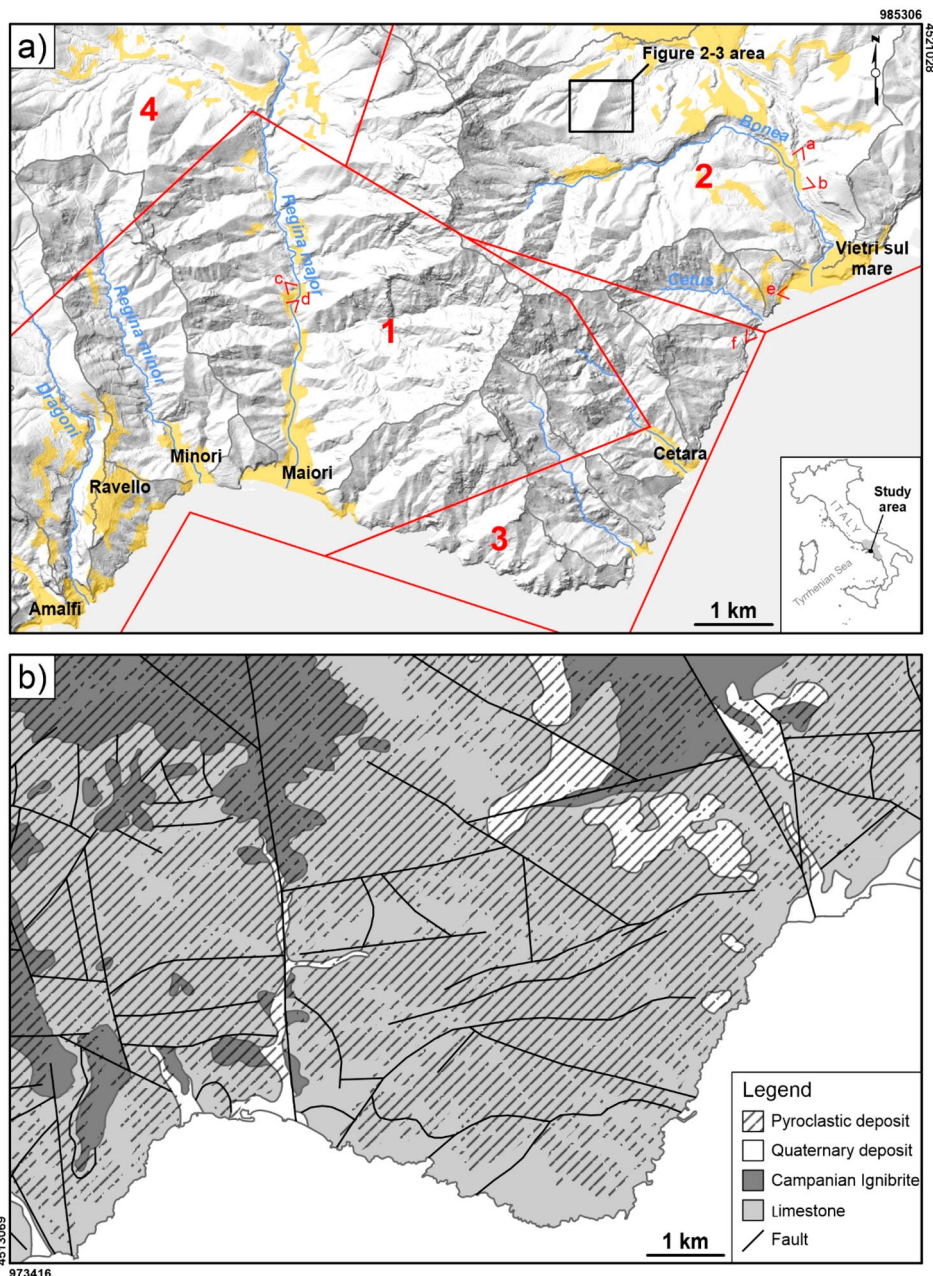 985306
4521028
a)
Figure 2-3 area
z
4
Bonea
a
2
b
Regina major
Vietri sul
mare
Cetus
e
c
d
Regina minor
f
1
Dragoni
Minori
Cetara
Ravello
Maiori
3
Study
area
ITALY
Tyrrhenian Sea
Amalfi
1 km
b)
Legend
Pyroclastic deposit
Quaternary deposit
Campanian Ignibrite
Limestone
Fault
1 km
4513069
973416